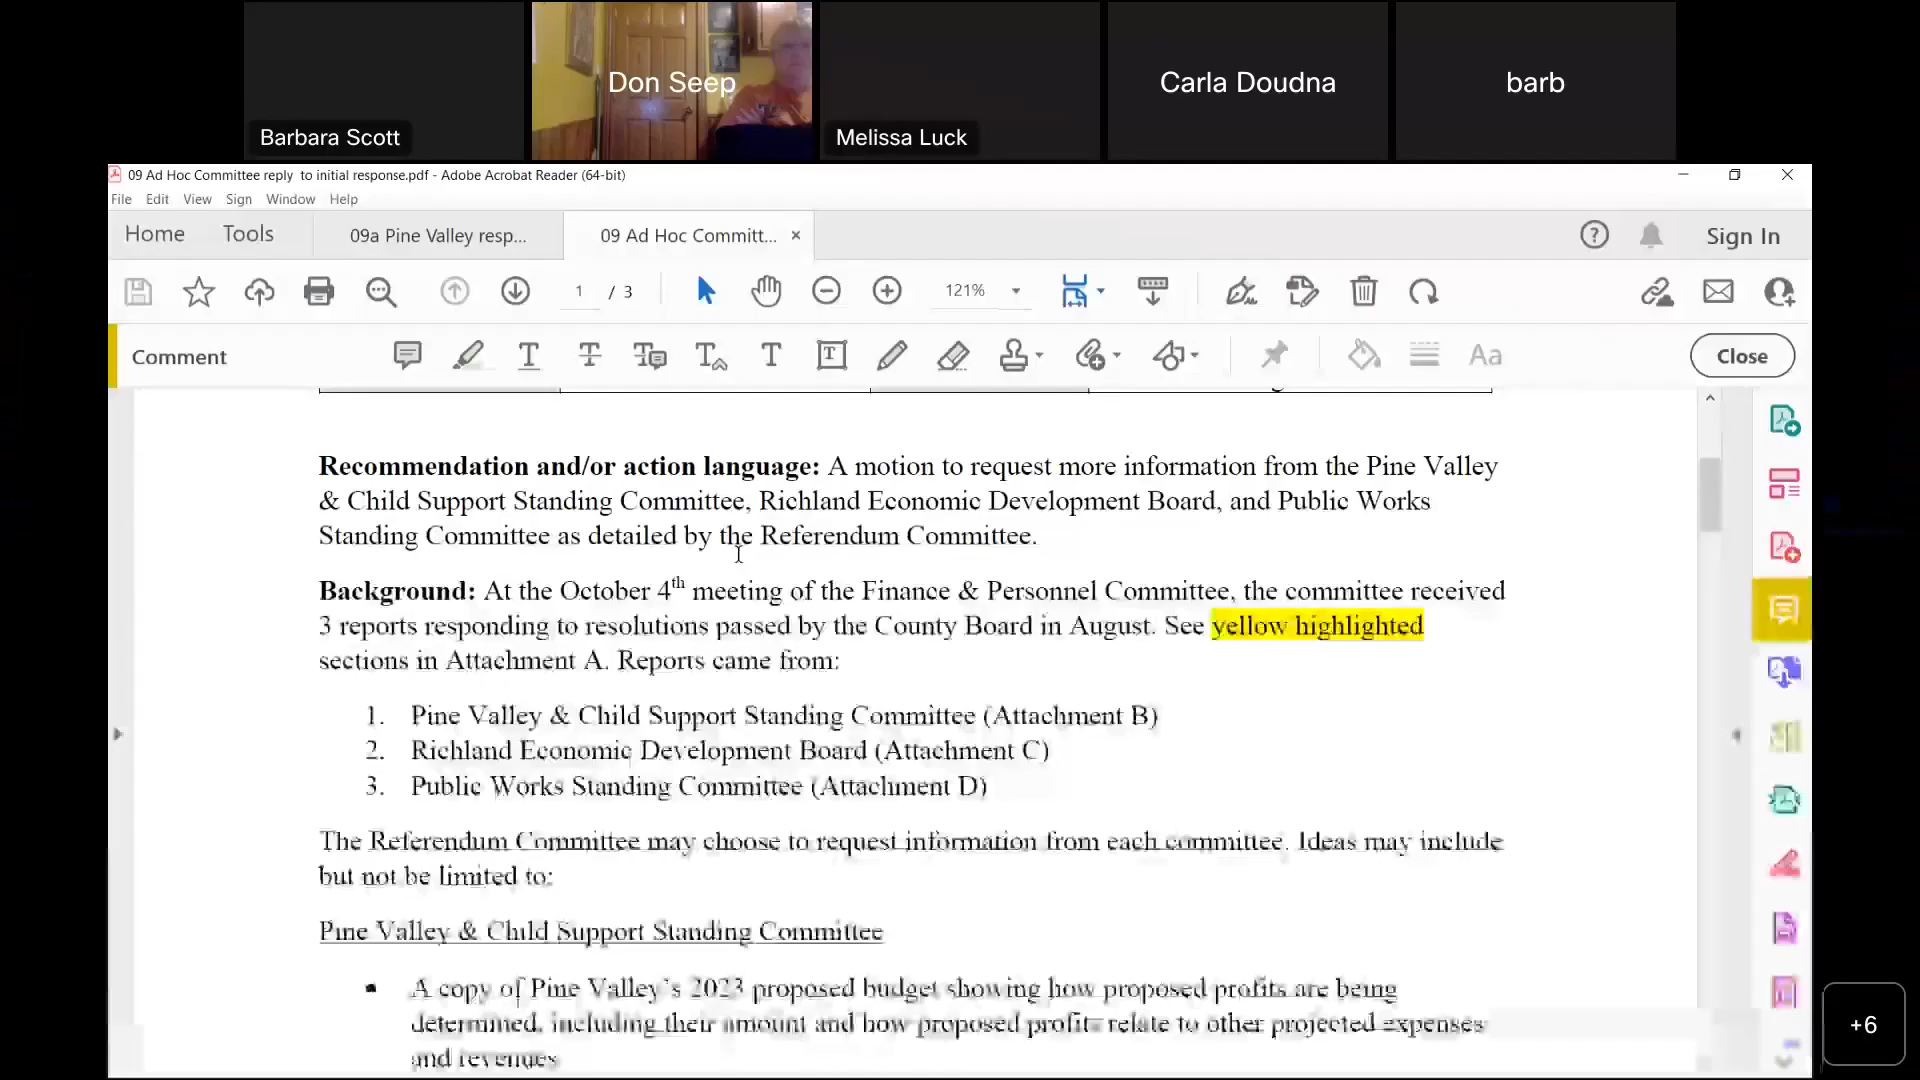 Don Seep
Carla Doudna
barb
Barbara Scott
Melissa Luck
09 Ad Hoc Committee reply to initial response.pdf - Adobe Acrobat Reader (64-bit)
File Edit View Sign Window Help
Home Tools 09a Pine Valley resp... 09 Ad Hoc Committ... × Sign In
1 / 3 121%
Comment Close
Recommendation and/or action language: A motion to request more information from the Pine Valley
& Child Support Standing Committee, Richland Economic Development Board, and Public Works
Standing Committee as detailed by the Referendum Committee.
Background: At the October 4th meeting of the Finance & Personnel Committee, the committee received
3 reports responding to resolutions passed by the County Board in August. See yellow highlighted
sections in Attachment A. Reports came from:
1. Pine Valley & Child Support Standing Committee (Attachment B)
2. Richland Economic Development Board (Attachment C)
3. Public Works Standing Committee (Attachment D)
The Referendum Committee may choose to request information from each committee. Ideas may include
but not be limited to:
Pine Valley & Child Support Standing Committee
▪ A copy of Pine Valley's 2023 proposed budget showing how proposed profits are being
determined, including their amount and how proposed profits relate to other projected expenses
and revenues
+6